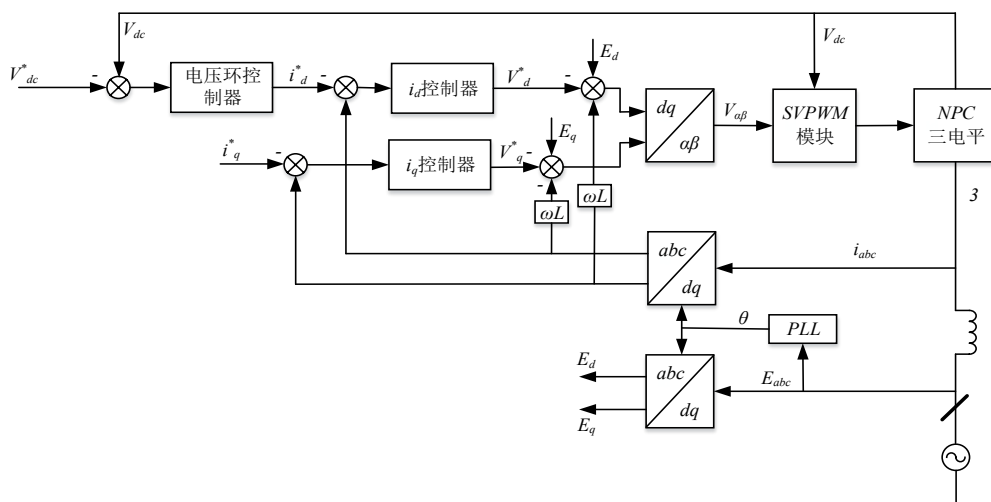 V_dc
V_dc
V*_dc
-
电压环控
制器
i*_d
-
i_d控制器
V*_d
-
E_d
dq
αβ
V_αβ
SVPWM
模块
NPC
三电平
i*_q
-
i_q控制器
V*_q
-
E_q
-
ωL
ωL
3
abc
dq
i_abc
θ
PLL
E_d
E_q
abc
dq
E_abc